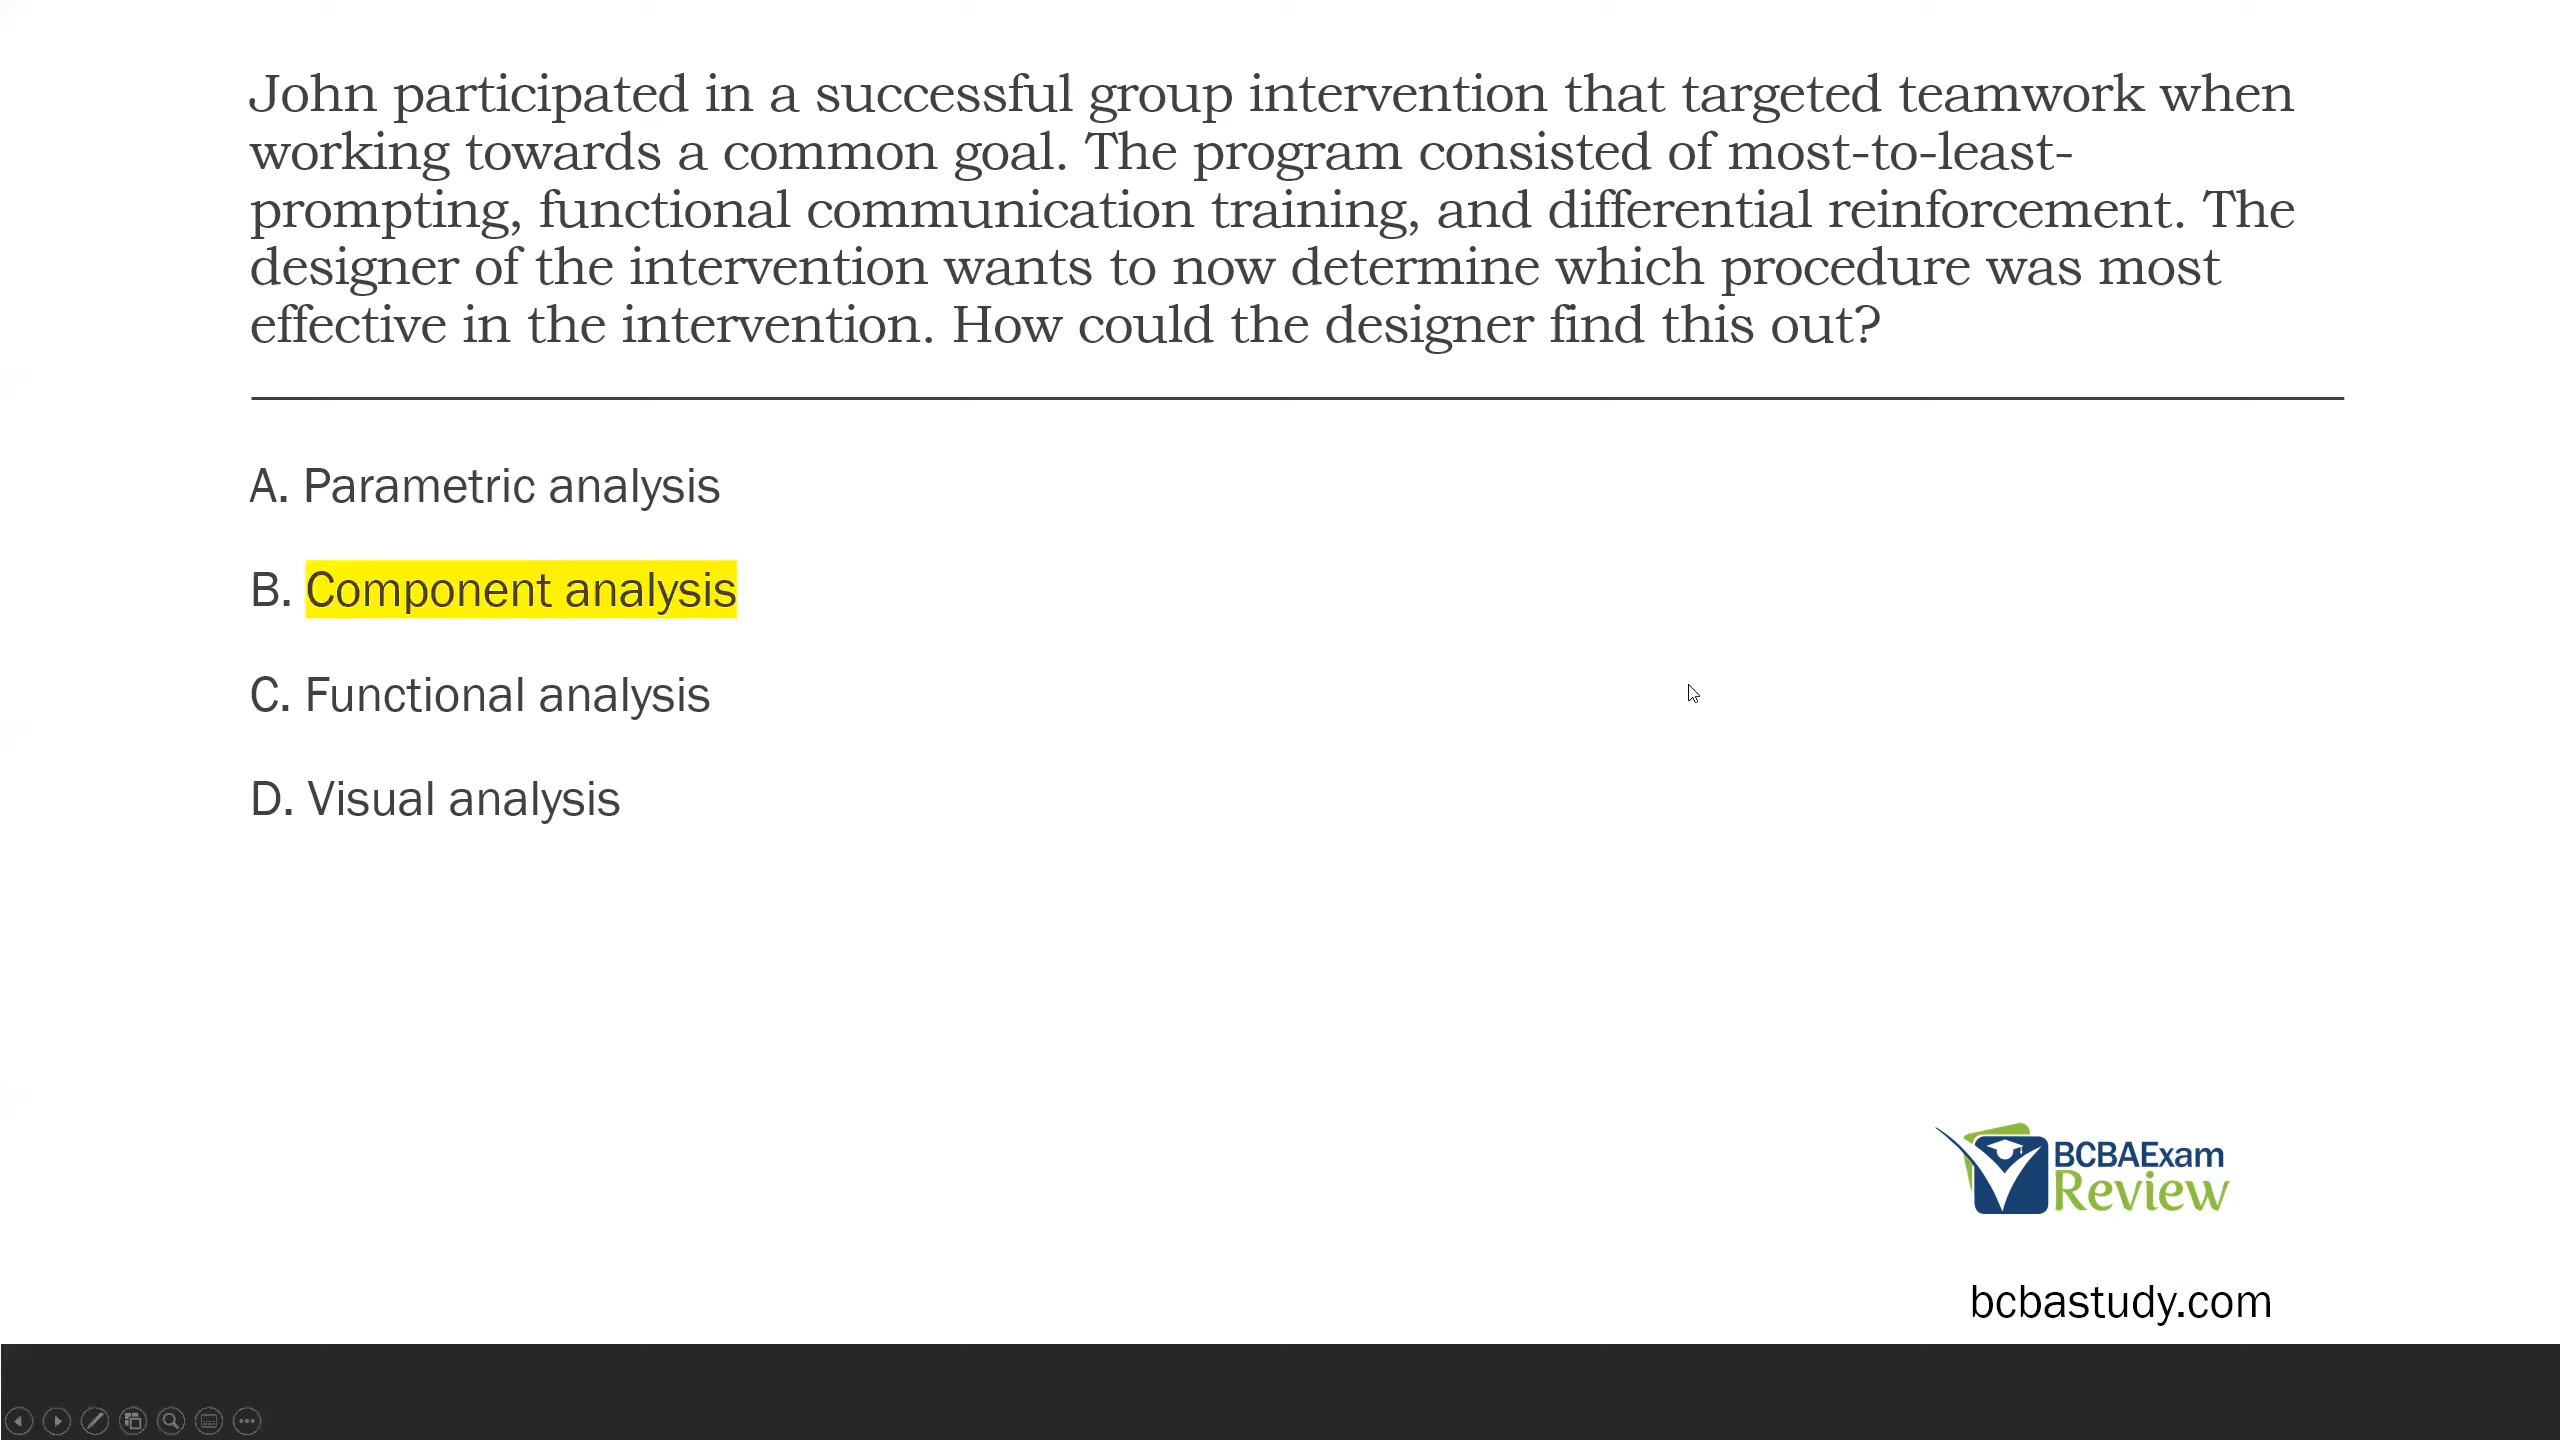 John participated in a successful group intervention that targeted teamwork when
working towards a common goal. The program consisted of most-to-least-
prompting, functional communication training, and differential reinforcement. The
designer of the intervention wants to now determine which procedure was most
effective in the intervention. How could the designer find this out?
A. Parametric analysis
B. Component analysis
C. Functional analysis
D. Visual analysis
BCBAExam
Review
bcbastudy.com